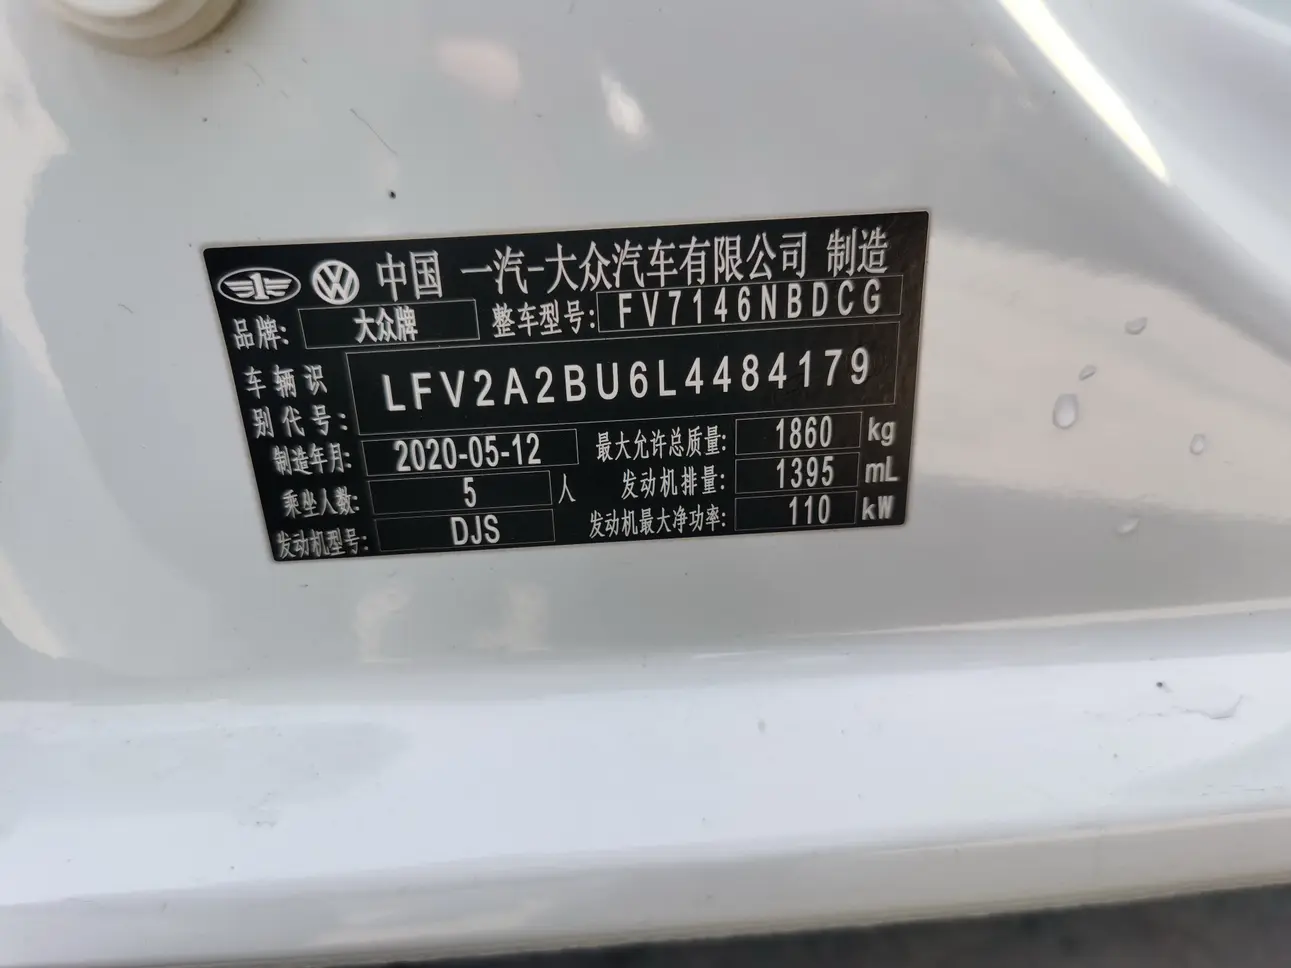 中国 一汽-大众汽车有限公司 制造
品牌: 大众牌 整车型号: FV7146NBDCG
车辆识别代号: LFV2A2BU6L4484179
制造年月: 2020-05-12 最大允许总质量: 1860 kg
乘坐人数: 5 人 发动机排量: 1395 mL
发动机型号: DJS 发动机最大净功率: 110 kW